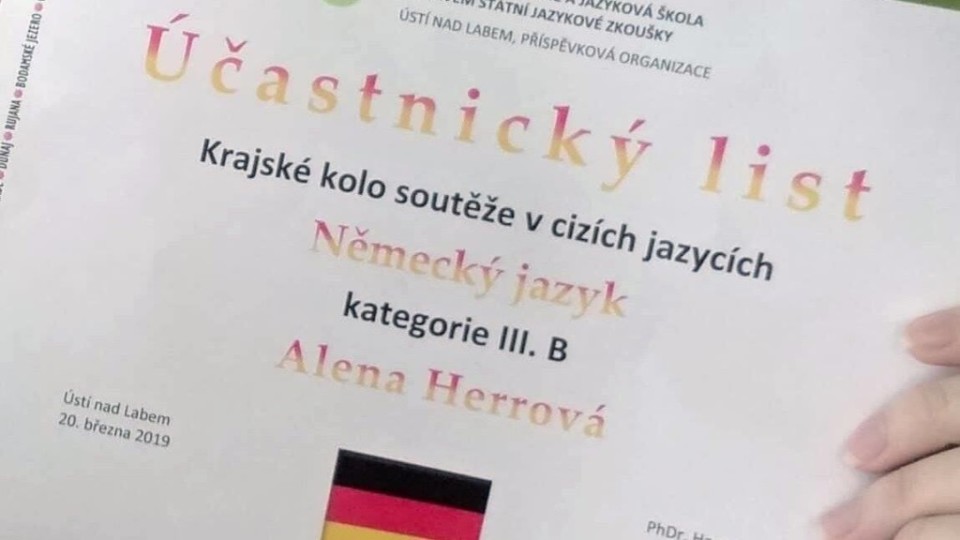 A JAZYKOVÁ ŠKOLA
STÁTNÍ JAZYKOVÉ ZKOUŠKY
ÚSTÍ NAD LABEM, PŘÍSPĚVKOVÁ ORGANIZACE
Účastnický list
Krajské kolo soutěže v cizích jazycích
Německý jazyk
kategorie III. B
Alena Herrová
Ústí nad Labem
20. března 2019
PhDr.
DUNAJ ● RUJANA ● BODAMSKÉ JEZERO ●